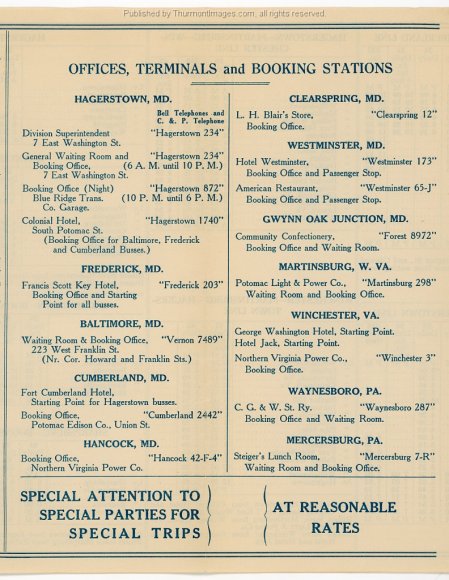 Published by ThurmontImages.com, all rights reserved.
OFFICES, TERMINALS and BOOKING STATIONS
HAGERSTOWN, MD.
Bell Telephones and
C. & P. Telephone
Division Superintendent "Hagerstown 234"
7 East Washington St.
General Waiting Room and "Hagerstown 234"
Booking Office, (6 A. M. until 10 P. M.)
7 East Washington St.
Booking Office (Night) "Hagerstown 872"
Blue Ridge Trans. (10 P. M. until 6 P. M.)
Co. Garage.
Colonial Hotel, "Hagerstown 1740"
South Potomac St.
(Booking Office for Baltimore, Frederick
and Cumberland Busses.)
FREDERICK, MD.
Francis Scott Key Hotel, "Frederick 203"
Booking Office and Starting
Point for all busses.
BALTIMORE, MD.
Waiting Room & Booking Office, "Vernon 7489"
223 West Franklin St.
(Nr. Cor. Howard and Franklin Sts.)
CUMBERLAND, MD.
Fort Cumberland Hotel,
Starting Point for Hagerstown busses.
Booking Office, "Cumberland 2442"
Potomac Edison Co., Union St.
HANCOCK, MD.
Booking Office, "Hancock 42-F-4"
Northern Virginia Power Co.
CLEARSPRING, MD.
L. H. Blair's Store, "Clearspring 12"
Booking Office.
WESTMINSTER, MD.
Hotel Westminster, "Westminster 173"
Booking Office and Passenger Stop.
American Restaurant, "Westminster 65-J"
Booking Office and Passenger Stop.
GWYNN OAK JUNCTION, MD.
Community Confectionery, "Forest 8972"
Booking Office and Waiting Room.
MARTINSBURG, W. VA.
Potomac Light & Power Co., "Martinsburg 298"
Waiting Room and Booking Office.
WINCHESTER, VA.
George Washington Hotel, Starting Point.
Hotel Jack, Starting Point.
Northern Virginia Power Co., "Winchester 3"
Booking Office.
WAYNESBORO, PA.
C. G. & W. St. Ry. "Waynesboro 287"
Booking Office and Waiting Room.
MERCERSBURG, PA.
Steiger's Lunch Room, "Mercersburg 7-R"
Waiting Room and Booking Office.
SPECIAL ATTENTION TO
SPECIAL PARTIES FOR
SPECIAL TRIPS
AT REASONABLE
RATES